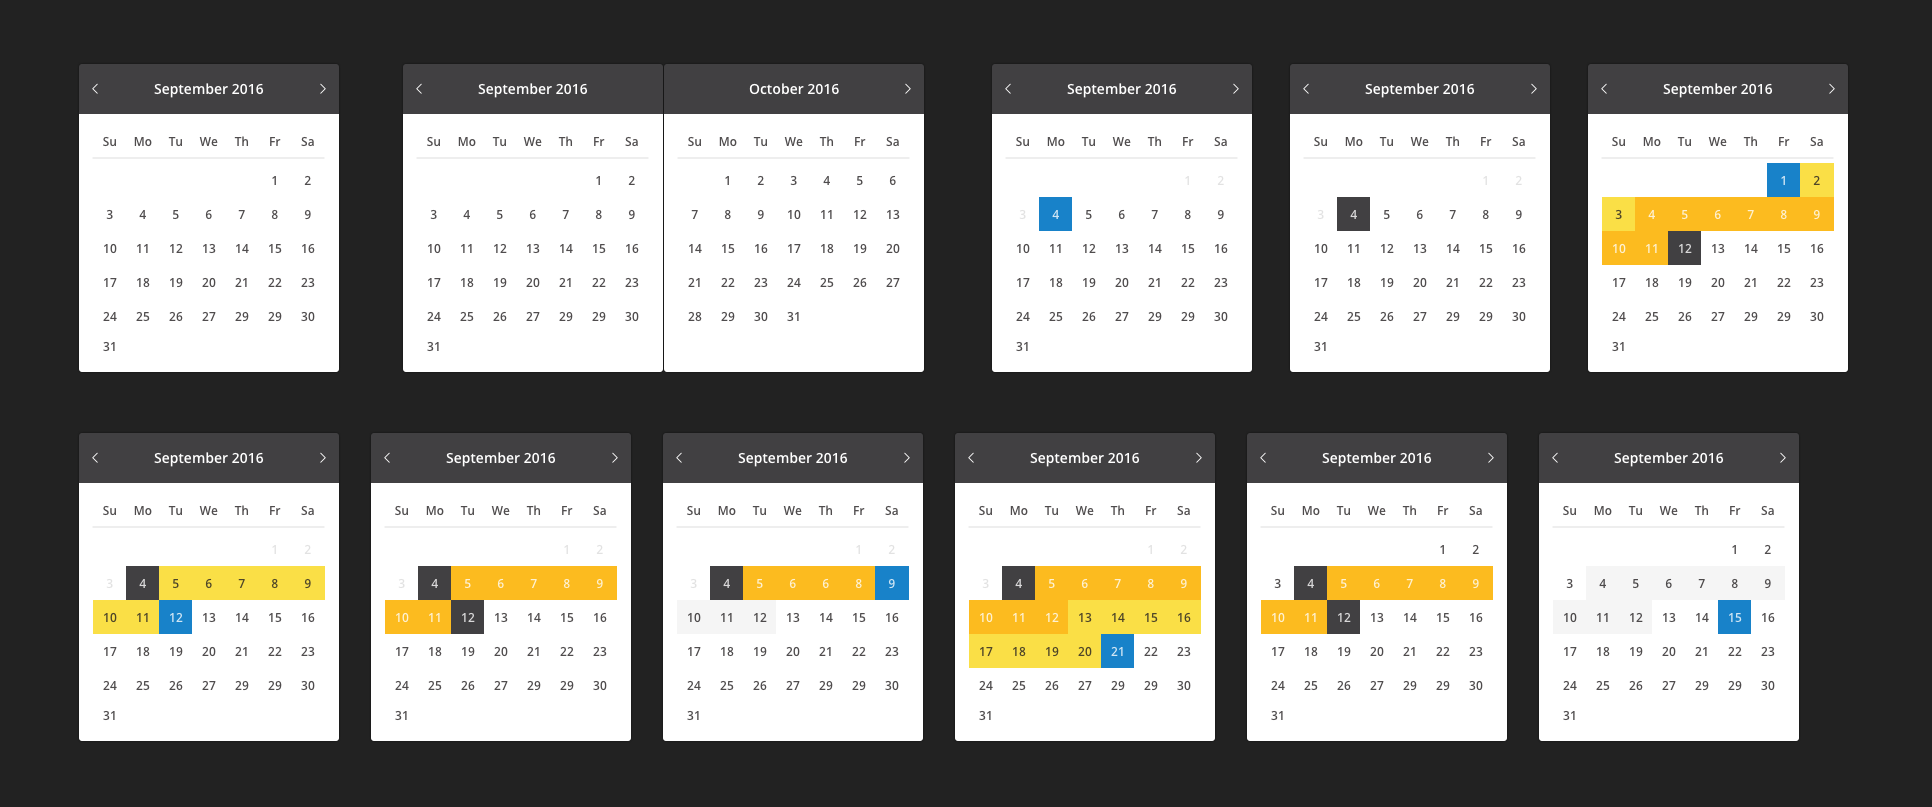 September 2016
Su Mo Tu We Th Fr Sa
1 2
3 4 5 6 7 8 9
10 11 12 13 14 15 16
17 18 19 20 21 22 23
24 25 26 27 29 29 30
31
September 2016
Su Mo Tu We Th Fr Sa
1 2
3 4 5 6 7 8 9
10 11 12 13 14 15 16
17 18 19 20 21 22 23
24 25 26 27 29 29 30
31
October 2016
Su Mo Tu We Th Fr Sa
1 2 3 4 5 6
7 8 9 10 11 12 13
14 15 16 17 18 19 20
21 22 23 24 25 26 27
28 29 30 31
September 2016
Su Mo Tu We Th Fr Sa
1 2
3 4 5 6 7 8 9
10 11 12 13 14 15 16
17 18 19 20 21 22 23
24 25 26 27 29 29 30
31
September 2016
Su Mo Tu We Th Fr Sa
1 2
3 4 5 6 7 8 9
10 11 12 13 14 15 16
17 18 19 20 21 22 23
24 25 26 27 29 29 30
31
September 2016
Su Mo Tu We Th Fr Sa
1 2
3 4 5 6 7 8 9
10 11 12 13 14 15 16
17 18 19 20 21 22 23
24 25 26 27 29 29 30
31
September 2016
Su Mo Tu We Th Fr Sa
1 2
3 4 5 6 7 8 9
10 11 12 13 14 15 16
17 18 19 20 21 22 23
24 25 26 27 29 29 30
31
September 2016
Su Mo Tu We Th Fr Sa
1 2
3 4 5 6 7 8 9
10 11 12 13 14 15 16
17 18 19 20 21 22 23
24 25 26 27 29 29 30
31
September 2016
Su Mo Tu We Th Fr Sa
1 2
3 4 5 6 6 8 9
10 11 12 13 14 15 16
17 18 19 20 21 22 23
24 25 26 27 29 29 30
31
September 2016
Su Mo Tu We Th Fr Sa
1 2
3 4 5 6 7 8 9
10 11 12 13 14 15 16
17 18 19 20 21 22 23
24 25 26 27 29 29 30
31
September 2016
Su Mo Tu We Th Fr Sa
1 2
3 4 5 6 7 8 9
10 11 12 13 14 15 16
17 18 19 20 21 22 23
24 25 26 27 29 29 30
31
September 2016
Su Mo Tu We Th Fr Sa
1 2
3 4 5 6 7 8 9
10 11 12 13 14 15 16
17 18 19 20 21 22 23
24 25 26 27 29 29 30
31